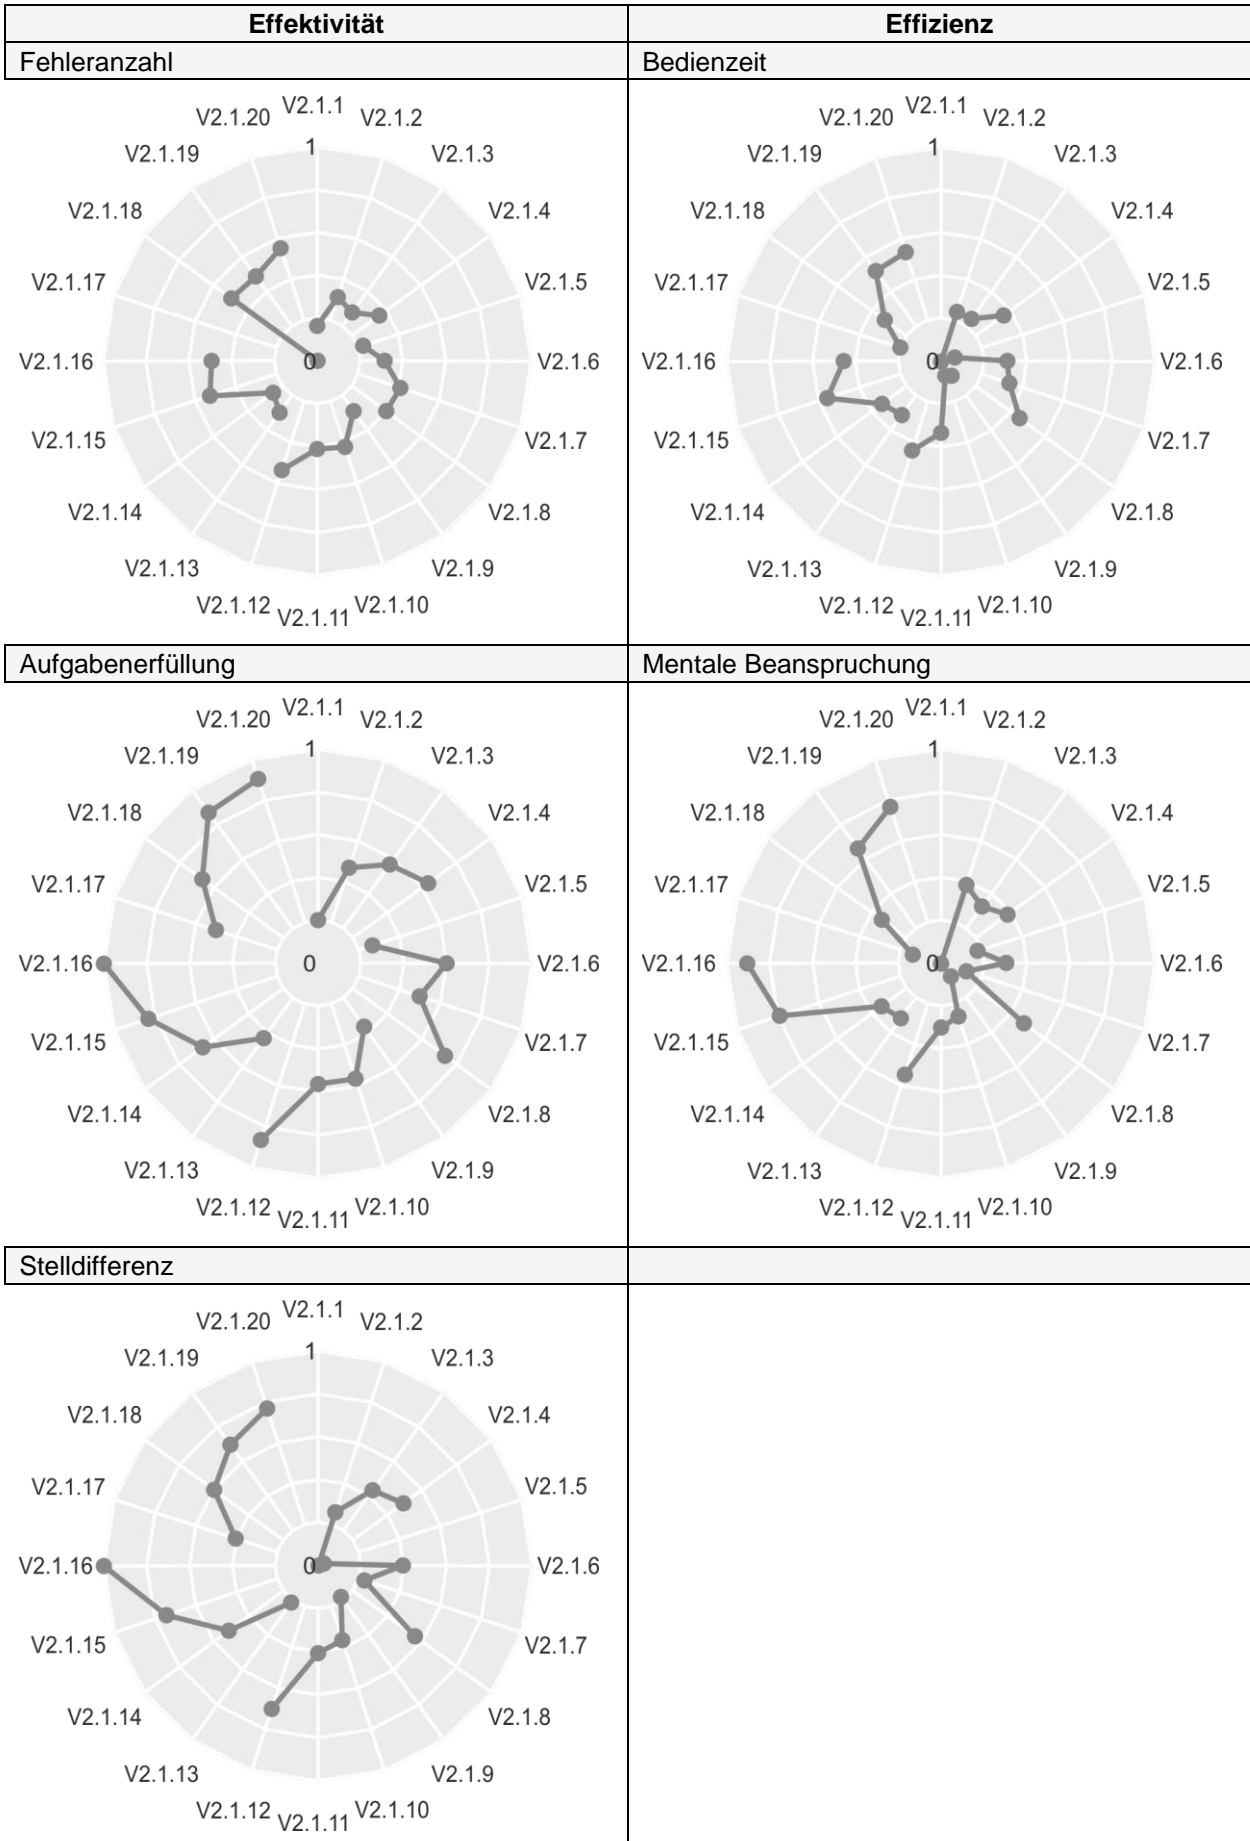 Effektivität
Effizienz
Fehleranzahl
Bedienzeit
V2.1.1
V2.1.2
V2.1.3
V2.1.4
V2.1.5
V2.1.6
V2.1.7
V2.1.8
V2.1.9
V2.1.10
V2.1.11
V2.1.12
V2.1.13
V2.1.14
V2.1.15
V2.1.16
V2.1.17
V2.1.18
V2.1.19
V2.1.20
1
0
V2.1.1
V2.1.2
V2.1.3
V2.1.4
V2.1.5
V2.1.6
V2.1.7
V2.1.8
V2.1.9
V2.1.10
V2.1.11
V2.1.12
V2.1.13
V2.1.14
V2.1.15
V2.1.16
V2.1.17
V2.1.18
V2.1.19
V2.1.20
1
0
Aufgabenerfüllung
Mentale Beanspruchung
V2.1.1
V2.1.2
V2.1.3
V2.1.4
V2.1.5
V2.1.6
V2.1.7
V2.1.8
V2.1.9
V2.1.10
V2.1.11
V2.1.12
V2.1.13
V2.1.14
V2.1.15
V2.1.16
V2.1.17
V2.1.18
V2.1.19
V2.1.20
1
0
V2.1.1
V2.1.2
V2.1.3
V2.1.4
V2.1.5
V2.1.6
V2.1.7
V2.1.8
V2.1.9
V2.1.10
V2.1.11
V2.1.12
V2.1.13
V2.1.14
V2.1.15
V2.1.16
V2.1.17
V2.1.18
V2.1.19
V2.1.20
1
0
Stelldifferenz
V2.1.1
V2.1.2
V2.1.3
V2.1.4
V2.1.5
V2.1.6
V2.1.7
V2.1.8
V2.1.9
V2.1.10
V2.1.11
V2.1.12
V2.1.13
V2.1.14
V2.1.15
V2.1.16
V2.1.17
V2.1.18
V2.1.19
V2.1.20
1
0